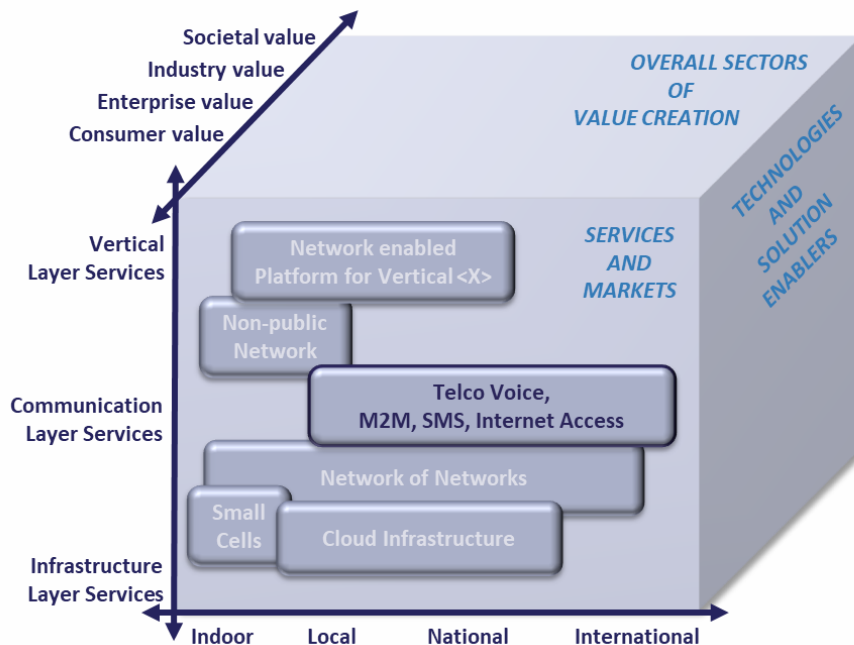 Societal value
Industry value
Enterprise value
Consumer value
OVERALL SECTORS
OF
VALUE CREATION
TECHNOLOGIES
AND
SOLUTION
ENABLERS
SERVICES
AND
MARKETS
Vertical
Layer Services
Network enabled
Platform for Vertical <X>
Non-public
Network
Communication
Layer Services
Telco Voice,
M2M, SMS, Internet Access
Network of Networks
Small
Cells
Cloud Infrastructure
Infrastructure
Layer Services
Indoor Local National International